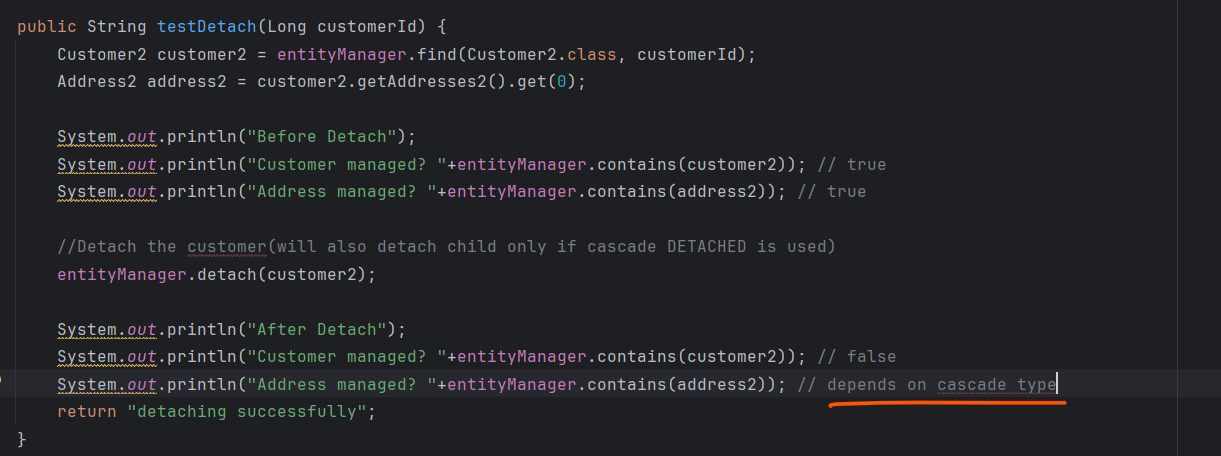 public String testDetach(Long customerId) {
Customer2 customer2 = entityManager.find(Customer2.class, customerId);
Address2 address2 = customer2.getAddresses2().get(0);
System.out.println("Before Detach");
System.out.println("Customer managed? "+entityManager.contains(customer2)); // true
System.out.println("Address managed? "+entityManager.contains(address2)); // true
//Detach the customer(will also detach child only if cascade DETACHED is used)
entityManager.detach(customer2);
System.out.println("After Detach");
System.out.println("Customer managed? "+entityManager.contains(customer2)); // false
System.out.println("Address managed? "+entityManager.contains(address2)); // depends on cascade type
return "detaching successfully";
}